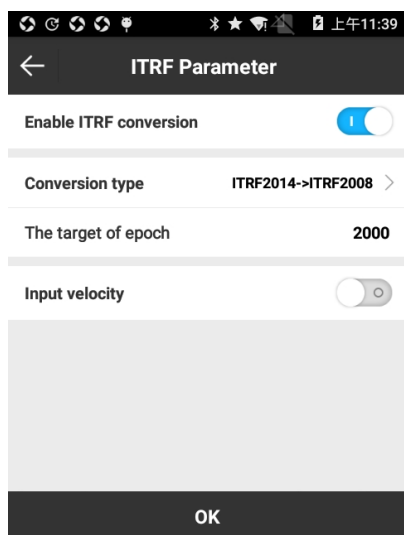 上午11:39
ITRF Parameter
Enable ITRF conversion
Conversion type ITRF2014->ITRF2008
The target of epoch 2000
Input velocity
OK